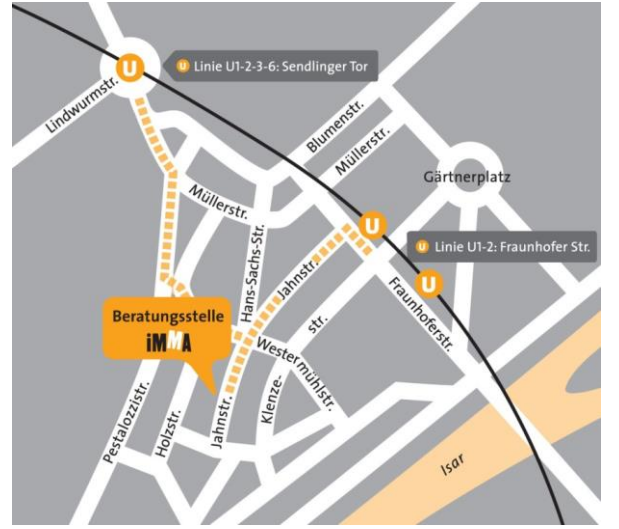 U
U Linie U1-2-3-6: Sendlinger Tor
Lindwurmstr.
Blumenstr.
Müllerstr.
Müllerstr.
Gärtnerplatz
Hans-Sachs-Str.
U
U Linie U1-2: Fraunhofer Str.
U
Jahnstr.
Fraunhoferstr.
Beratungsstelle
iMMA
Westermühlstr.
Klenze-
str.
Pestalozzistr.
Holzstr.
Jahnstr.
Isar